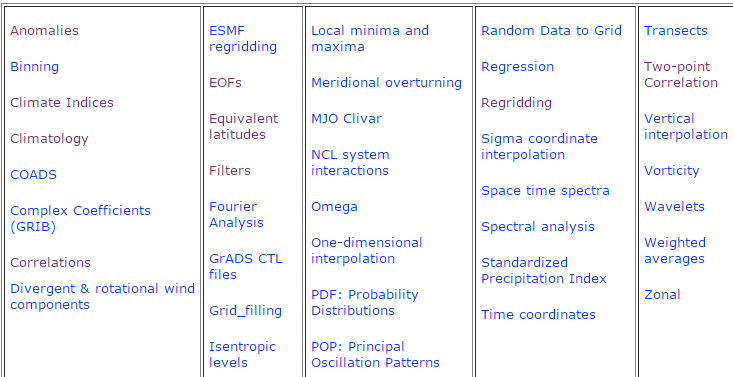 Anomalies
Binning
Climate Indices
Climatology
COADS
Complex Coefficients
(GRIB)
Correlations
Divergent & rotational wind
components
ESMF
regridding
EOFs
Equivalent
latitudes
Filters
Fourier
Analysis
GrADS CTL
files
Grid_filling
Isentropic
levels
Local minima and
maxima
Meridional overturning
MJO Clivar
NCL system
interactions
Omega
One-dimensional
interpolation
PDF: Probability
Distributions
POP: Principal
Oscillation Patterns
Random Data to Grid
Regression
Regridding
Sigma coordinate
interpolation
Space time spectra
Spectral analysis
Standardized
Precipitation Index
Time coordinates
Transects
Two-point
Correlation
Vertical
interpolation
Vorticity
Wavelets
Weighted
averages
Zonal